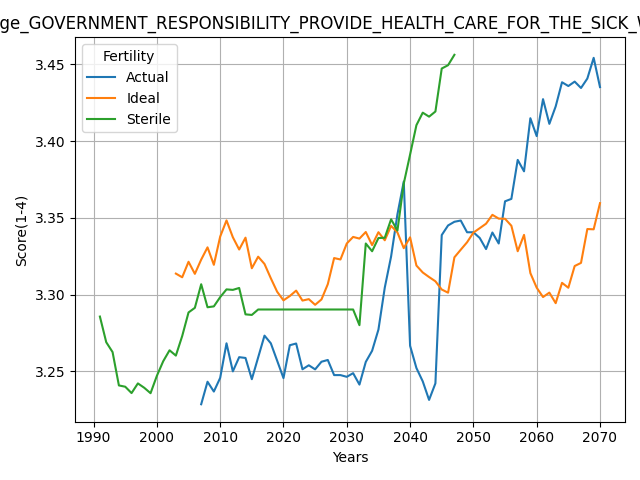 ge_GOVERNMENT_RESPONSIBILITY_PROVIDE_HEALTH_CARE_FOR_THE_SICK_
Fertility
Actual
Ideal
Sterile
Score(1-4)
3.45
3.40
3.35
3.30
3.25
1990 2000 2010 2020 2030 2040 2050 2060 2070
Years